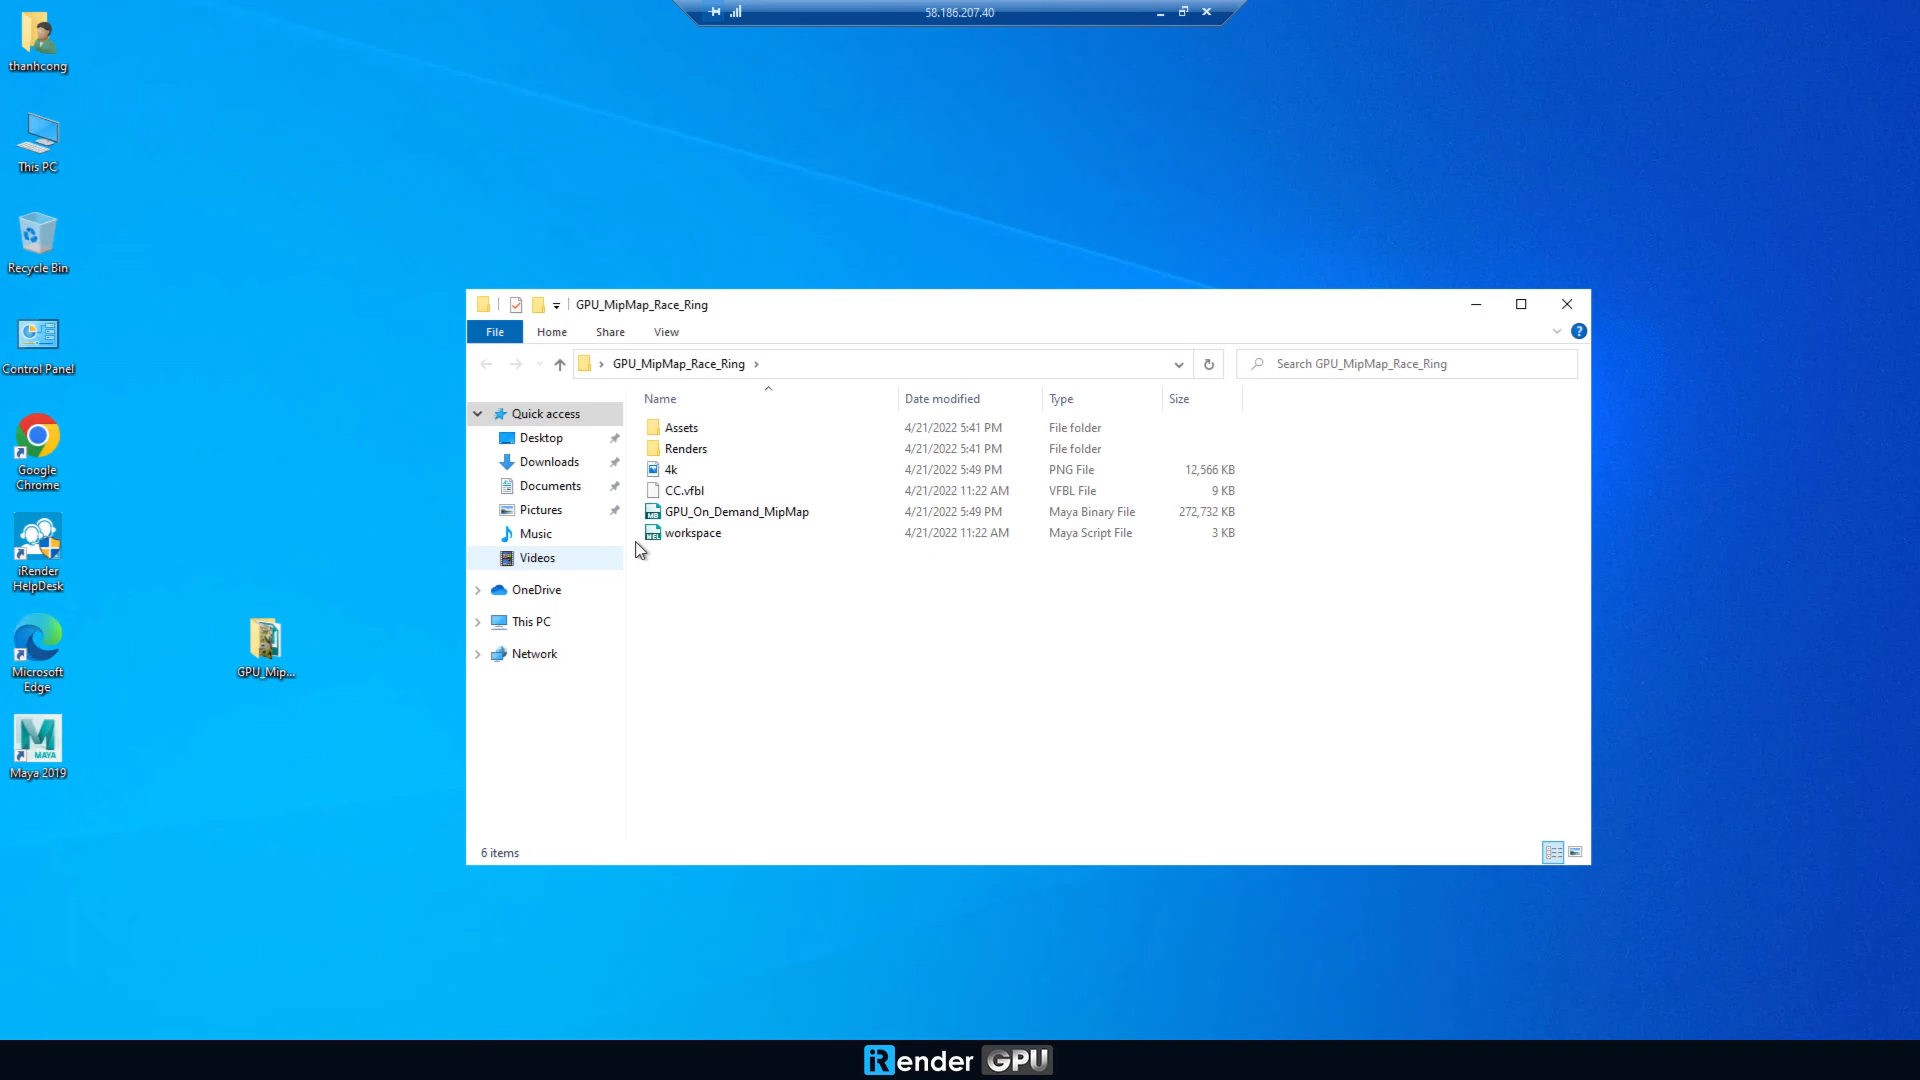 58.186.207.40
thanhcong
This PC
Recycle Bin
Control Panel
Google
Chrome
iRender
HelpDesk
Microsoft
Edge
MAYA
Maya 2019
GPU_Mip...
GPU_MipMap_Race_Ring
File Home Share View
GPU_MipMap_Race_Ring
Search GPU_MipMap_Race_Ring
Quick access
Desktop
Downloads
Documents
Pictures
Music
Videos
OneDrive
This PC
Network
Name Date modified Type Size
Assets 4/21/2022 5:41 PM File folder
Renders 4/21/2022 5:41 PM File folder
4k 4/21/2022 5:49 PM PNG File 12,566 KB
CC.vfbl 4/21/2022 11:22 AM VFBL File 9 KB
GPU_On_Demand_MipMap 4/21/2022 5:49 PM Maya Binary File 272,732 KB
workspace 4/21/2022 11:22 AM Maya Script File 3 KB
6 items
iRender GPU